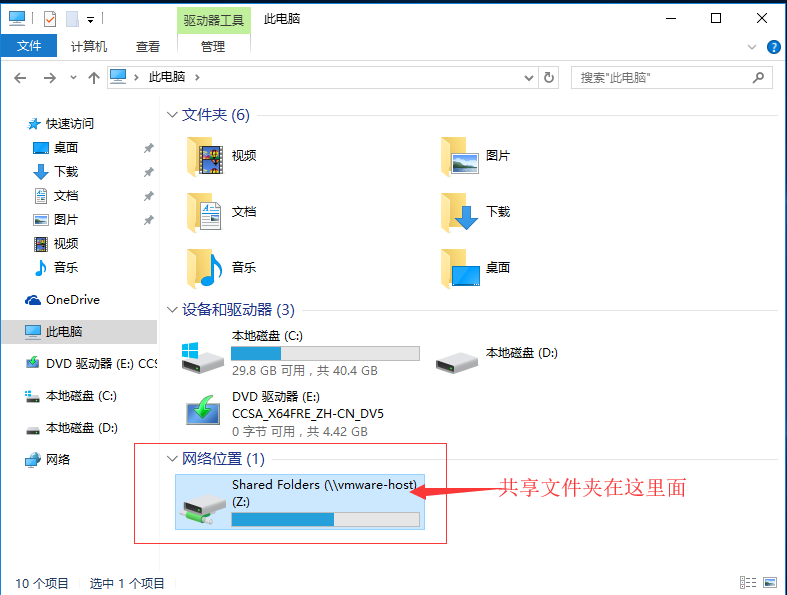 驱动器工具
此电脑
文件
计算机
查看
管理
此电脑
搜索"此电脑"
快速访问
桌面
下载
文档
图片
视频
音乐
OneDrive
此电脑
DVD 驱动器 (E:) CCS
本地磁盘 (C:)
本地磁盘 (D:)
网络
文件夹 (6)
视频
图片
文档
下载
音乐
桌面
设备和驱动器 (3)
本地磁盘 (C:)
29.8 GB 可用，共 40.4 GB
本地磁盘 (D:)
DVD 驱动器 (E:)
CCSA_X64FRE_ZH-CN_DV5
0 字节 可用，共 4.42 GB
网络位置 (1)
Shared Folders (\\vmware-host)
(Z:)
共享文件夹在这里面
10 个项目
选中 1 个项目